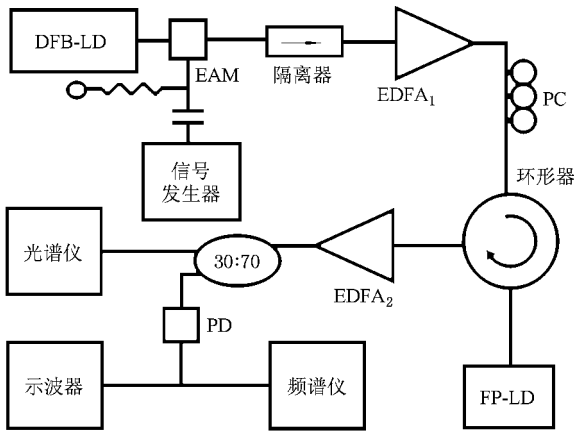 DFB-LD
EAM
隔离器
EDFA₁
PC
信号
发生器
环形器
光谱仪
30:70
EDFA₂
PD
示波器
频谱仪
FP-LD